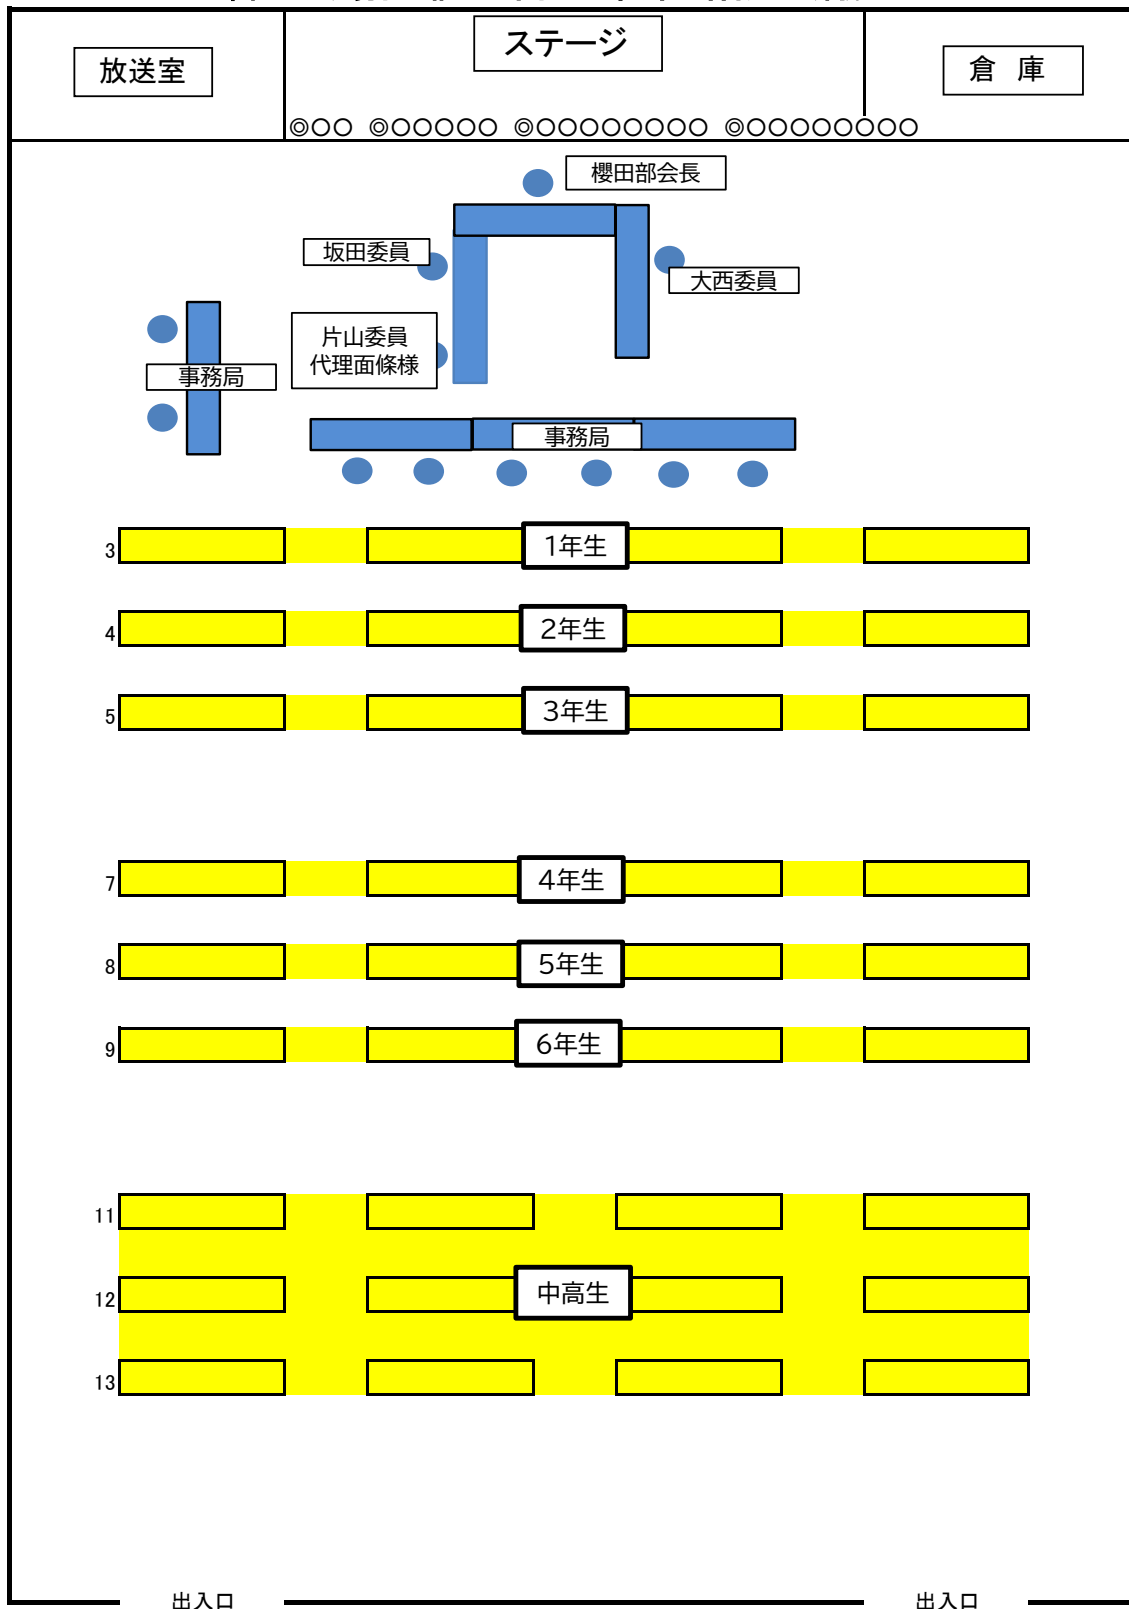 放送室
ステージ
倉 庫
◎○○ ◎○○○○○ ◎○○○○○○○○ ◎○○○○○○○○
櫻田部会長
坂田委員
大西委員
片山委員
代理面條様
事務局
事務局
3
1年生
4
2年生
5
3年生
7
4年生
8
5年生
9
6年生
11
12
中高生
13
出入口
出入口